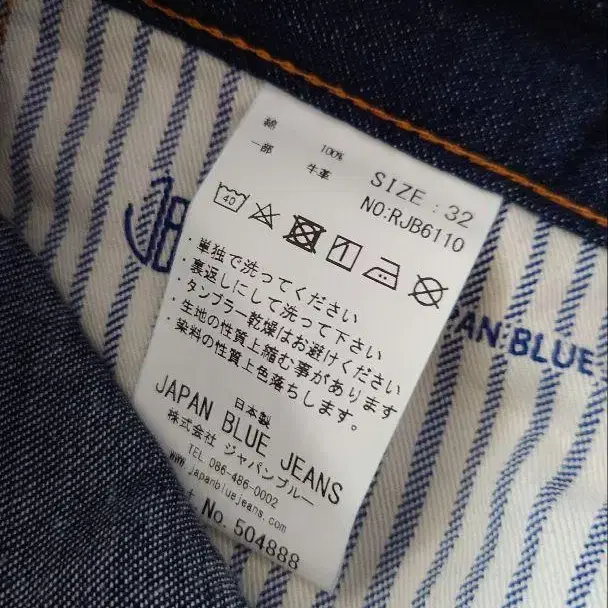 綿 100%
一部 牛革
SIZE : 32
NO:RJB6110
40
・単独で洗ってください
・裏返しにして洗って下さい
・タンブラー乾燥はお避けください
・生地の性質上縮む事があります
・染料の性質上色落ちします。
日本製
JAPAN BLUE JEANS
株式会社 ジャパンブルー
TEL 086-486-0002
www.japanbluejeans.com
No. 504888
JB
PAN BLUE